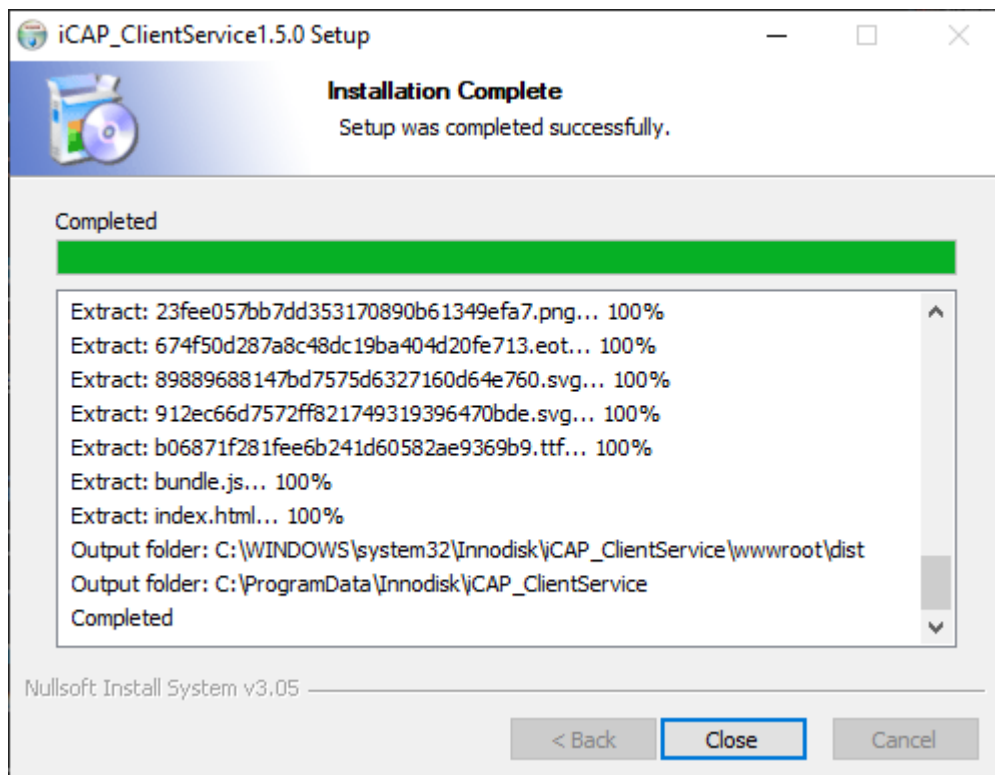 iCAP_ClientService1.5.0 Setup
Installation Complete
Setup was completed successfully.
Completed
Extract: 23fee057bb7dd353170890b61349efa7.png... 100%
Extract: 674f50d287a8c48dc19ba404d20fe713.eot... 100%
Extract: 89889688147bd7575d6327160d64e760.svg... 100%
Extract: 912ec66d7572ff821749319396470bde.svg... 100%
Extract: b06871f281fee6b241d60582ae9369b9.ttf... 100%
Extract: bundle.js... 100%
Extract: index.html... 100%
Output folder: C:\WINDOWS\system32\Innodisk\iCAP_ClientService\wwwroot\dist
Output folder: C:\ProgramData\Innodisk\iCAP_ClientService
Completed
Nullsoft Install System v3.05
< Back Close Cancel